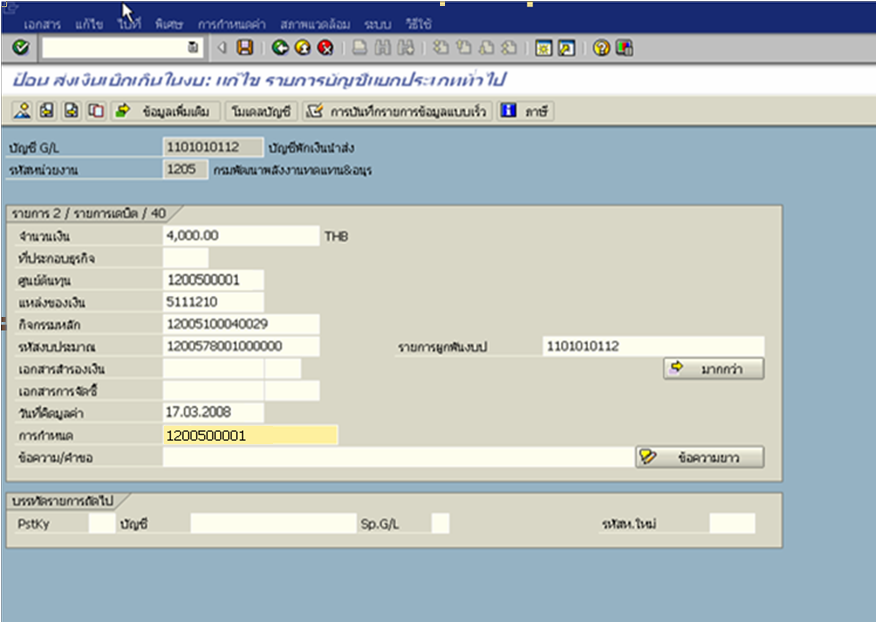 เอกสาร แก้ไข ไปที่ พิเศษ การกำหนดค่า สภาพแวดล้อม ระบบ วิธีใช้
ป้อน ส่งเงินเบิกเกินในงบ: แก้ไข รายการบัญชีแยกประเภททั่วไป
ข้อมูลเพิ่มเติม โมเดลบัญชี การบันทึกรายการข้อมูลแบบเร็ว ภาษี
บัญชี G/L 1101010112 บัญชีพักเงินนำส่ง
รหัสหน่วยงาน 1205 กรมพัฒนาพลังงานทดแทน&อนุร
รายการ 2 / รายการเดบิต / 40
จำนวนเงิน 4,000.00 THB
ที่ประกอบธุรกิจ
ศูนย์ต้นทุน 1200500001
แหล่งของเงิน 5111210
กิจกรรมหลัก 12005100040029
รหัสงบประมาณ 1200578001000000 รายการผูกพันงบป 1101010112
เอกสารสำรองเงิน มากกว่า
เอกสารการจัดซื้
วันที่คิดมูลค่า 17.03.2008
การกำหนด 1200500001
ข้อความ/คำขอ ข้อความยาว
บรรทัดรายการถัดไป
PstKy บัญชี Sp.G/L รหัสห.ใหม่